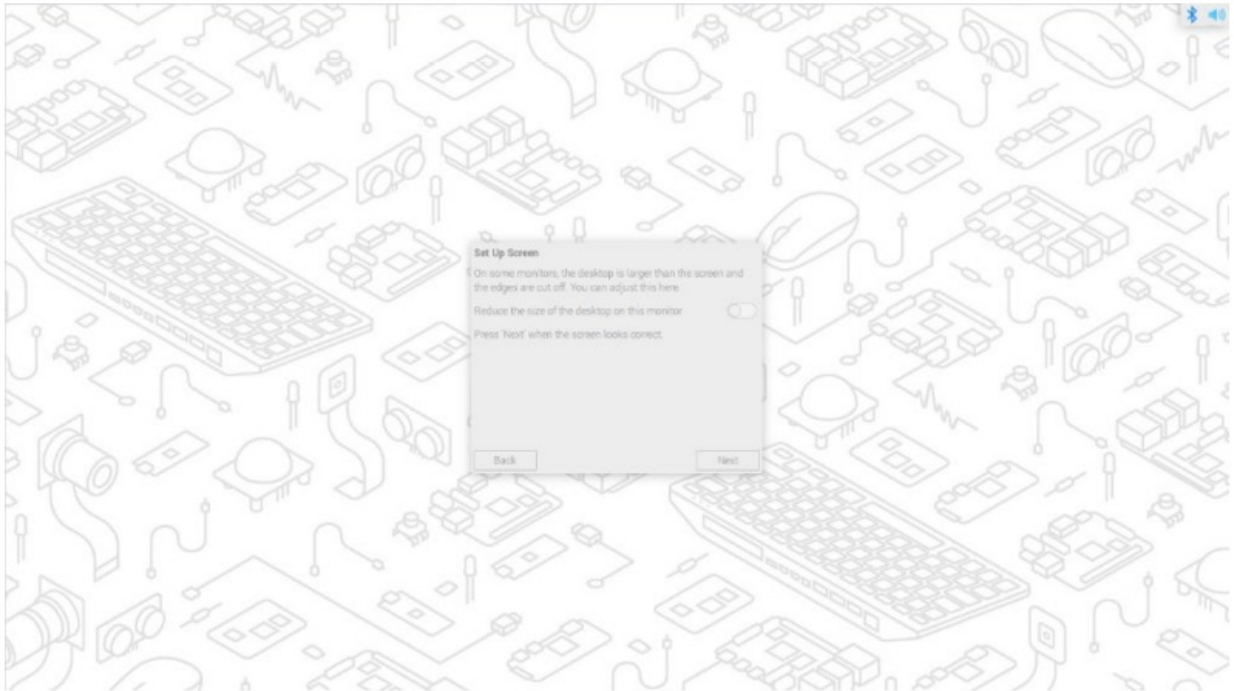 Set Up Screen
On some monitors, the desktop is larger than the screen and
the edges are cut off. You can adjust this here.
Reduce the size of the desktop on this monitor
Press 'Next' when the screen looks correct.
Back
Next